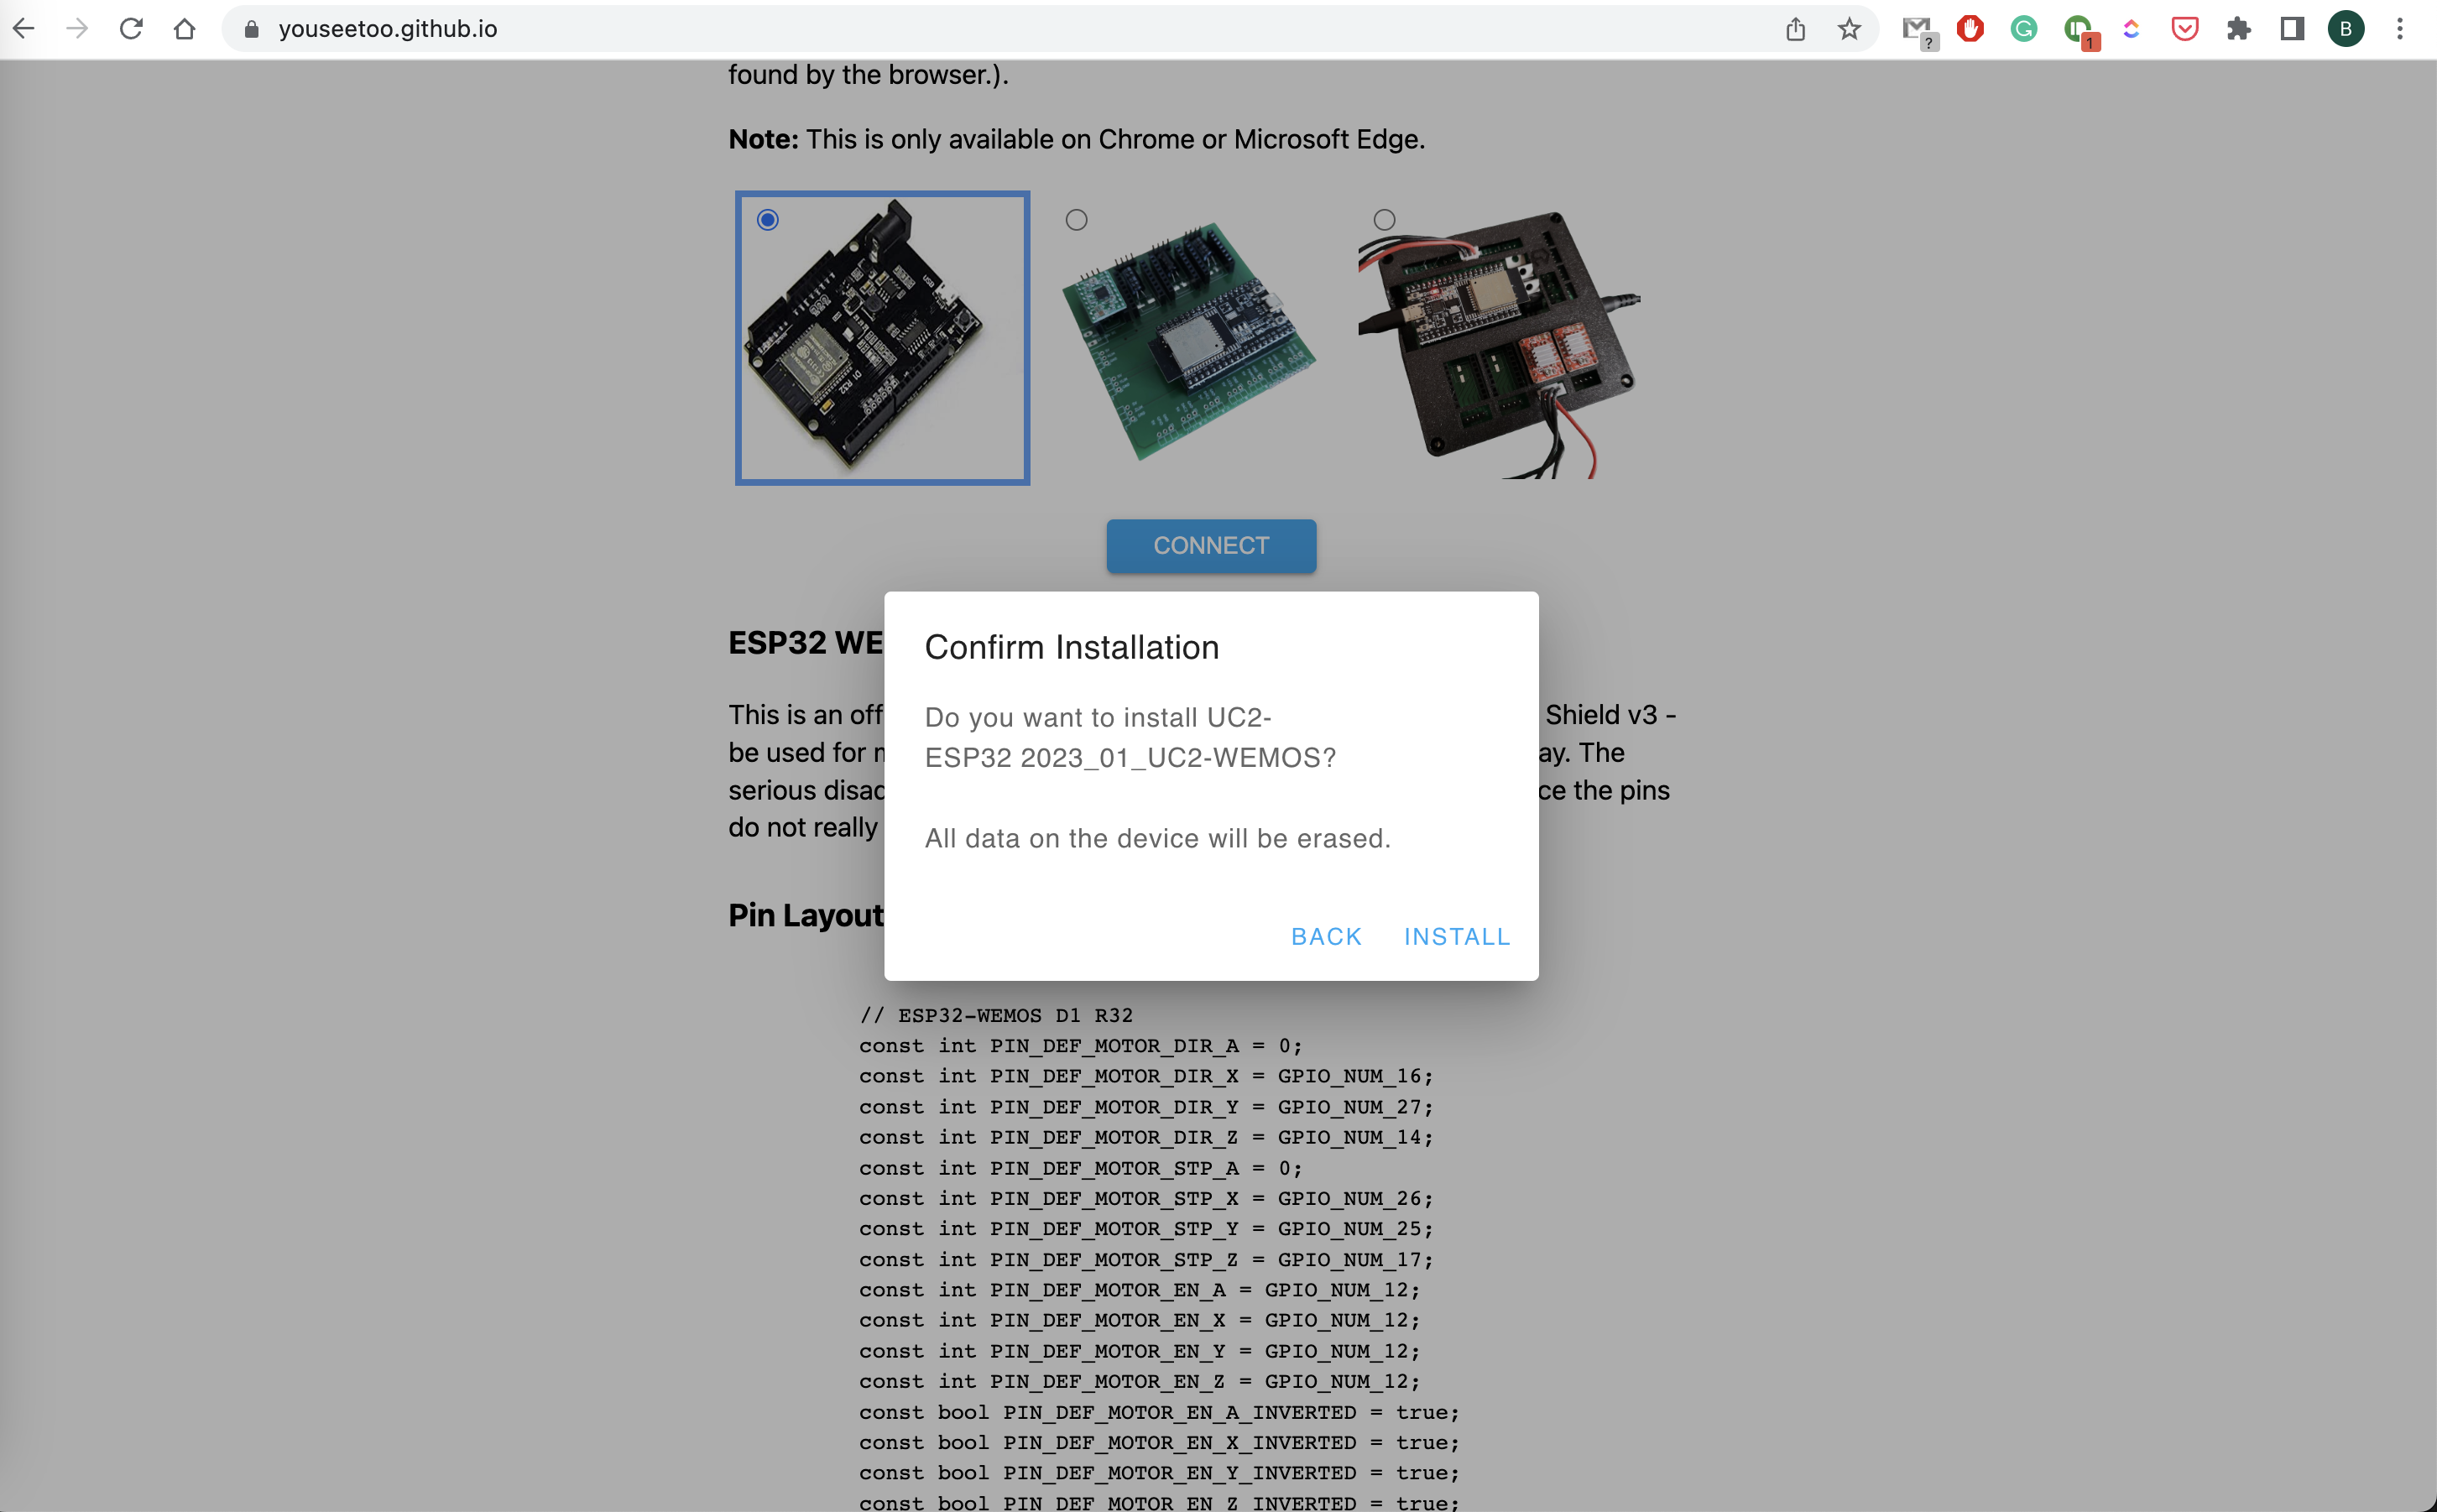 youseetoo.github.io
?
1
B
found by the browser.).
Note: This is only available on Chrome or Microsoft Edge.
USB
D1 R32
CONNECT
ESP32 WE
Confirm Installation
Do you want to install UC2-
ESP32 2023_01_UC2-WEMOS?
All data on the device will be erased.
BACK INSTALL
This is an off Shield v3 -
be used for ay. The
serious disa ce the pins
do not really
Pin Layout
// ESP32-WEMOS D1 R32
const int PIN_DEF_MOTOR_DIR_A = 0;
const int PIN_DEF_MOTOR_DIR_X = GPIO_NUM_16;
const int PIN_DEF_MOTOR_DIR_Y = GPIO_NUM_27;
const int PIN_DEF_MOTOR_DIR_Z = GPIO_NUM_14;
const int PIN_DEF_MOTOR_STP_A = 0;
const int PIN_DEF_MOTOR_STP_X = GPIO_NUM_26;
const int PIN_DEF_MOTOR_STP_Y = GPIO_NUM_25;
const int PIN_DEF_MOTOR_STP_Z = GPIO_NUM_17;
const int PIN_DEF_MOTOR_EN_A = GPIO_NUM_12;
const int PIN_DEF_MOTOR_EN_X = GPIO_NUM_12;
const int PIN_DEF_MOTOR_EN_Y = GPIO_NUM_12;
const int PIN_DEF_MOTOR_EN_Z = GPIO_NUM_12;
const bool PIN_DEF_MOTOR_EN_A_INVERTED = true;
const bool PIN_DEF_MOTOR_EN_X_INVERTED = true;
const bool PIN_DEF_MOTOR_EN_Y_INVERTED = true;
const bool PIN_DEF_MOTOR_EN_Z_INVERTED = true;